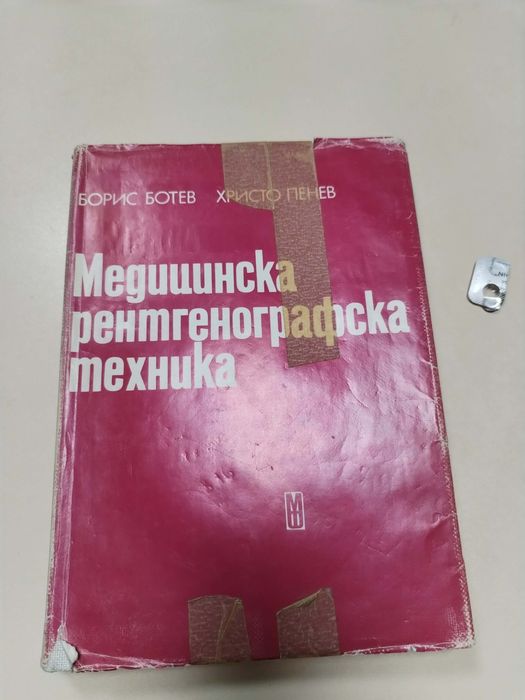 БОРИС БОТЕВ ХРИСТО ПЕНЕВ
Медицинска
рентгенографска
техника